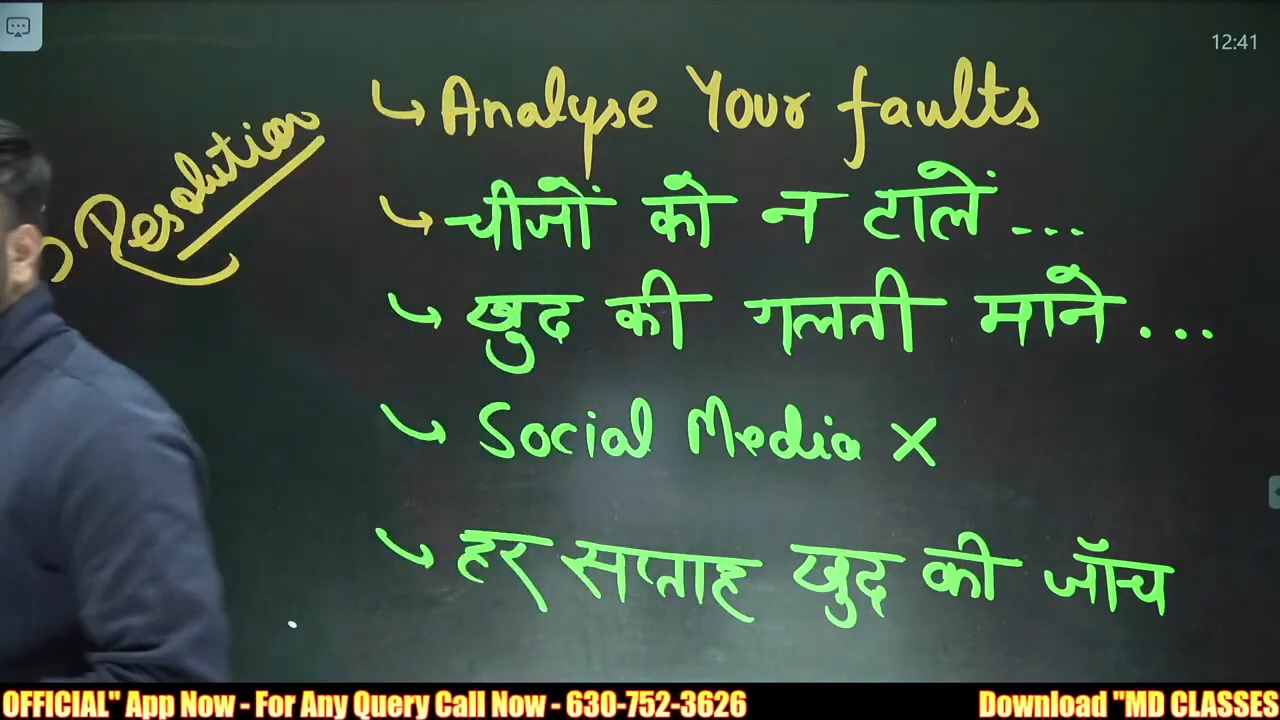 12:41
Resolution
Analyse Your faults
चीजों को न टालें ...
खुद की गलती माने ...
Social Media X
हर सप्ताह खुद की जॉच
OFFICIAL" App Now - For Any Query Call Now - 630-752-3626 Download "MD CLASSES